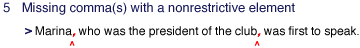 5 Missing comma(s) with a nonrestrictive element
> Marina, who was the president of the club, was first to speak.
^ ^